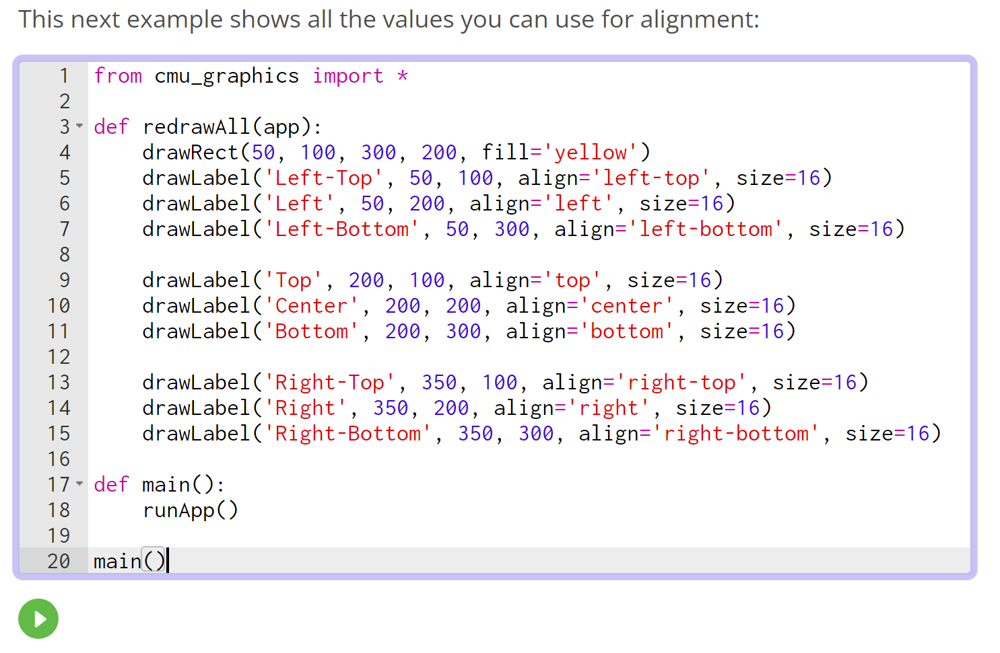 This next example shows all the values you can use for alignment:
1 from cmu_graphics import *
2
3 def redrawAll(app):
4     drawRect(50, 100, 300, 200, fill='yellow')
5     drawLabel('Left-Top', 50, 100, align='left-top', size=16)
6     drawLabel('Left', 50, 200, align='left', size=16)
7     drawLabel('Left-Bottom', 50, 300, align='left-bottom', size=16)
8
9     drawLabel('Top', 200, 100, align='top', size=16)
10     drawLabel('Center', 200, 200, align='center', size=16)
11     drawLabel('Bottom', 200, 300, align='bottom', size=16)
12
13     drawLabel('Right-Top', 350, 100, align='right-top', size=16)
14     drawLabel('Right', 350, 200, align='right', size=16)
15     drawLabel('Right-Bottom', 350, 300, align='right-bottom', size=16)
16
17 def main():
18     runApp()
19
20 main()